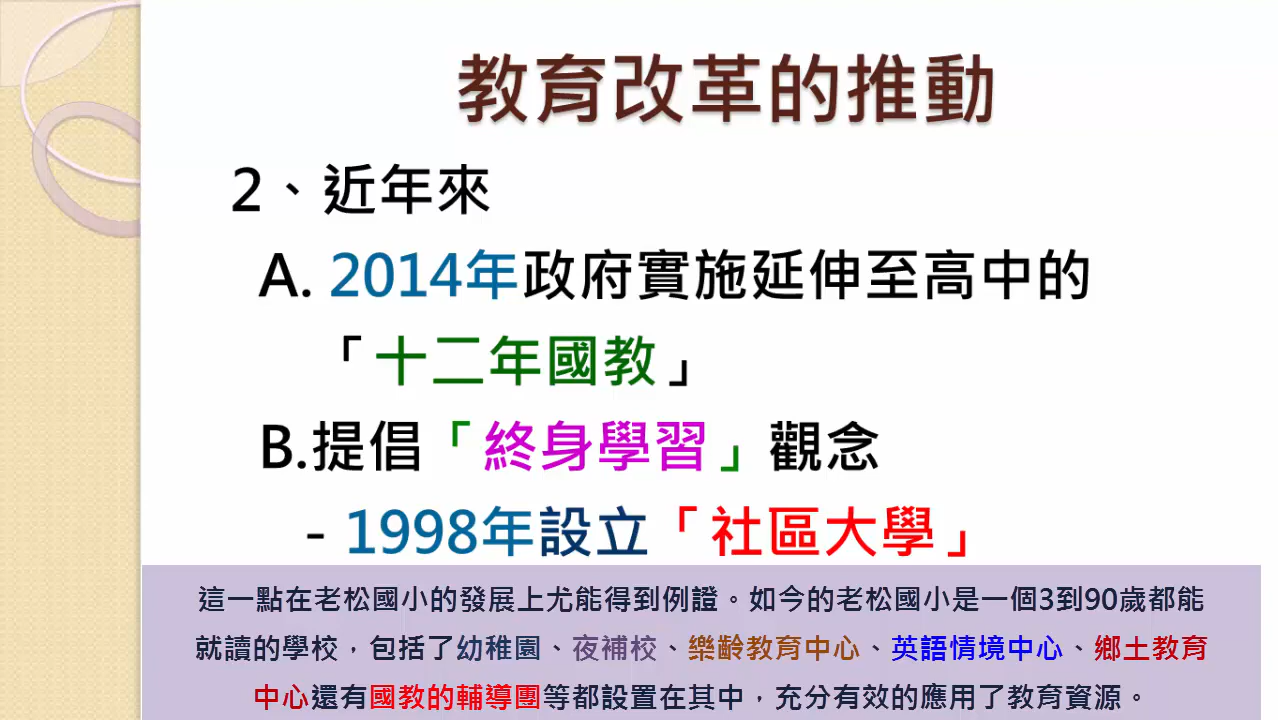 教育改革的推動
2、近年來
A. 2014年政府實施延伸至高中的
「十二年國教」
B.提倡「終身學習」觀念
- 1998年設立「社區大學」
這一點在老松國小的發展上尤能得到例證。如今的老松國小是一個3到90歲都能
就讀的學校，包括了幼稚園、夜補校、樂齡教育中心、英語情境中心、鄉土教育
中心還有國教的輔導團等都設置在其中，充分有效的應用了教育資源。